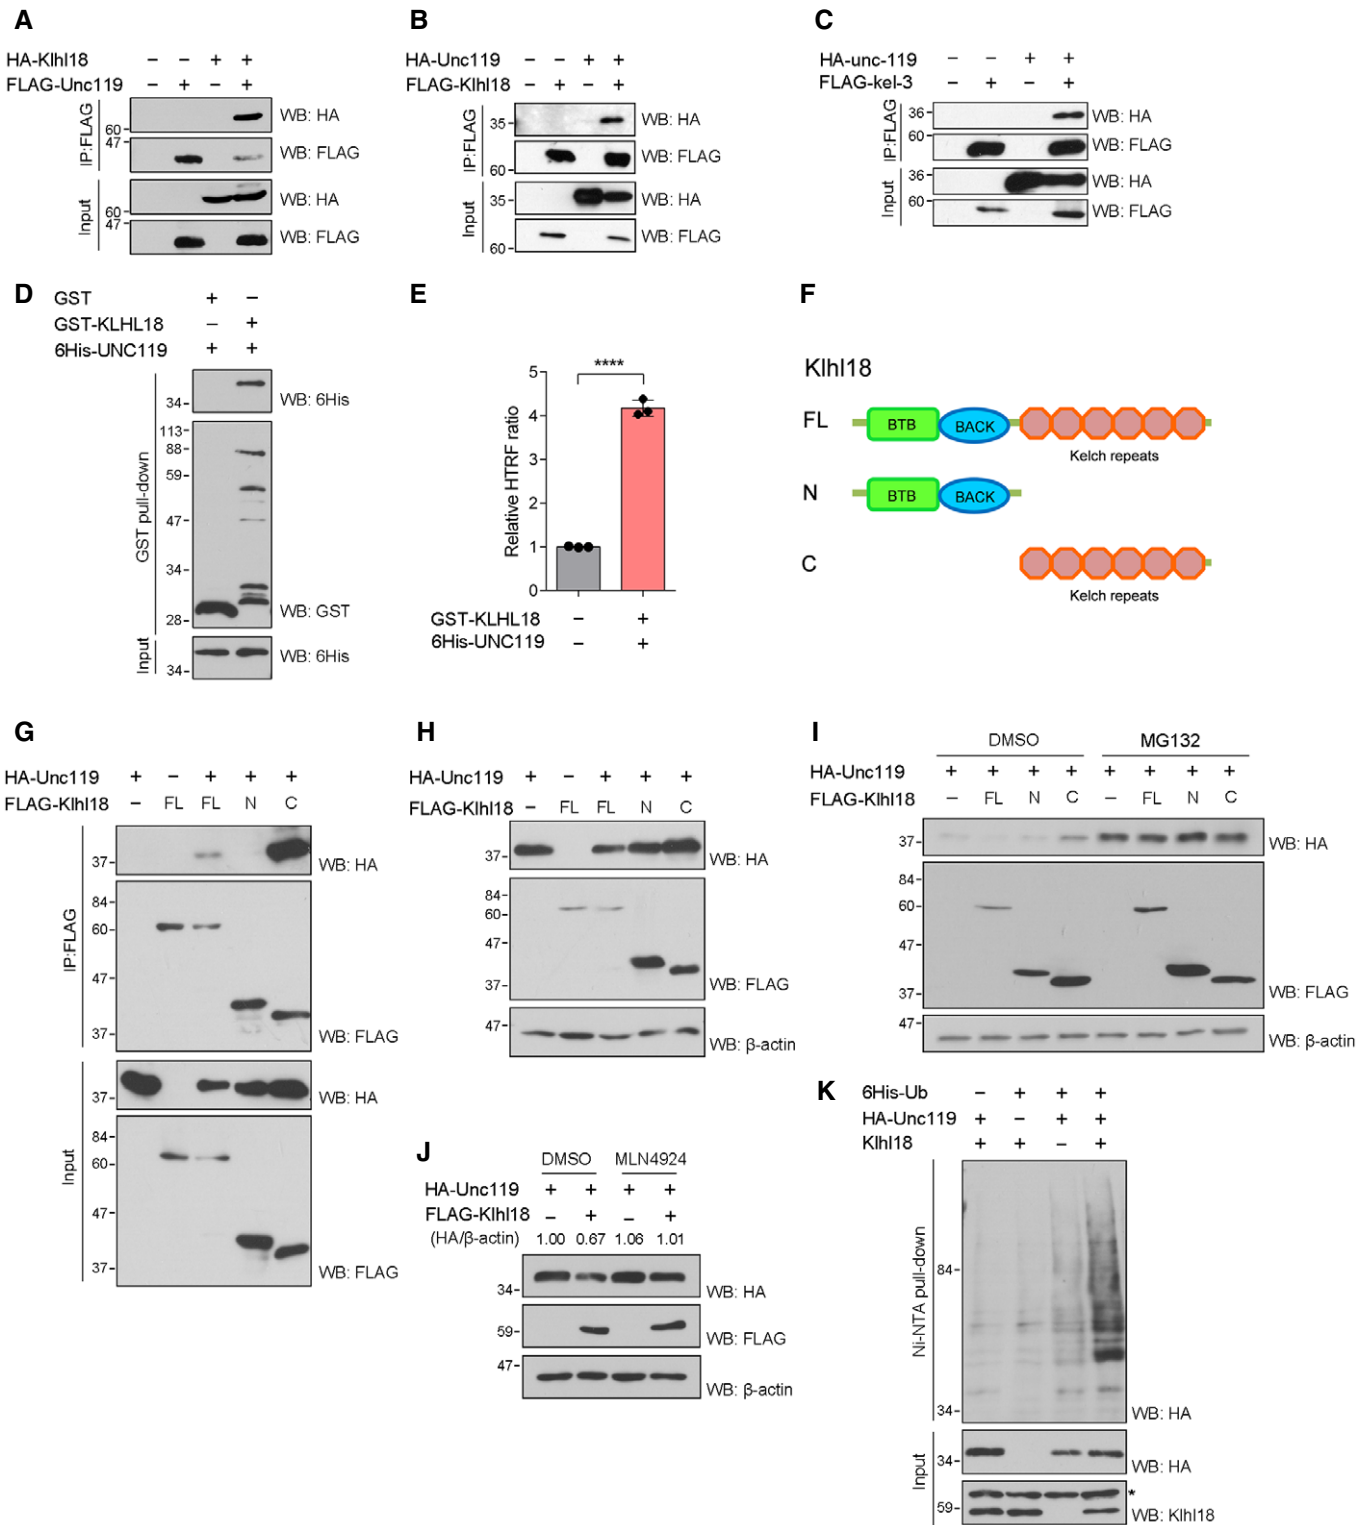 A
HA-Klhl18 − − + +
FLAG-Unc119 − + − +
IP:FLAG
60
WB: HA
47
WB: FLAG
Input
60
WB: HA
47
WB: FLAG
B
HA-Unc119 − − + +
FLAG-Klhl18 − + − +
IP:FLAG
35
WB: HA
60
WB: FLAG
Input
35
WB: HA
60
WB: FLAG
C
HA-unc-119 − − + +
FLAG-kel-3 − + − +
IP:FLAG
36
WB: HA
60
WB: FLAG
Input
36
WB: HA
60
WB: FLAG
D
GST + −
GST-KLHL18 − +
6His-UNC119 + +
GST pull-down
34
WB: 6His
113
88
59
47
34
28
WB: GST
Input
34
WB: 6His
E
Relative HTRF ratio
5
4
3
2
1
0
****
GST-KLHL18 − +
6His-UNC119 − +
F
Klhl18
FL BTB BACK
Kelch repeats
N BTB BACK
C
Kelch repeats
G
HA-Unc119 + − + + +
FLAG-Klhl18 − FL FL N C
IP:FLAG
37
WB: HA
84
60
47
37
WB: FLAG
Input
37
WB: HA
84
60
47
37
WB: FLAG
H
HA-Unc119 + − + + +
FLAG-Klhl18 − FL FL N C
37
WB: HA
84
60
47
37
WB: FLAG
47
WB: β-actin
I
DMSO MG132
HA-Unc119 + + + + + + + +
FLAG-Klhl18 − FL N C − FL N C
37
WB: HA
84
60
47
37
WB: FLAG
47
WB: β-actin
J
DMSO MLN4924
HA-Unc119 + + + +
FLAG-Klhl18 − + − +
(HA/β-actin) 1.00 0.67 1.06 1.01
34
WB: HA
59
WB: FLAG
47
WB: β-actin
K
6His-Ub − + + +
HA-Unc119 + − + +
Klhl18 + + − +
Ni-NTA pull-down
84
34
WB: HA
Input
34
WB: HA
*
59
WB: Klhl18